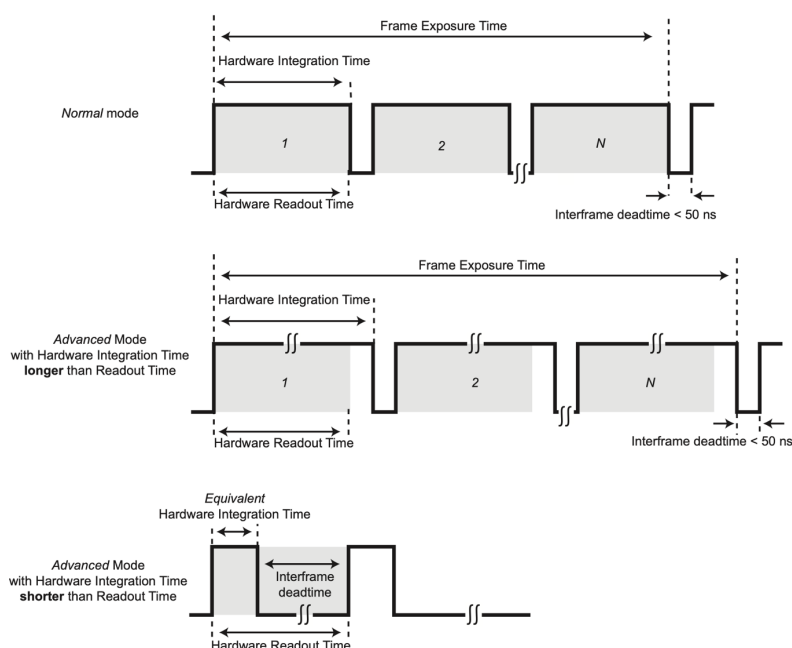 Frame Exposure Time
Hardware Integration Time
Normal mode
1
2
N
Hardware Readout Time
Interframe deadtime < 50 ns
Frame Exposure Time
Hardware Integration Time
Advanced Mode
with Hardware Integration Time
longer than Readout Time
1
2
N
Hardware Readout Time
Interframe deadtime < 50 ns
Equivalent
Hardware Integration Time
Advanced Mode
with Hardware Integration Time
shorter than Readout Time
Interframe
deadtime
Hardware Readout Time